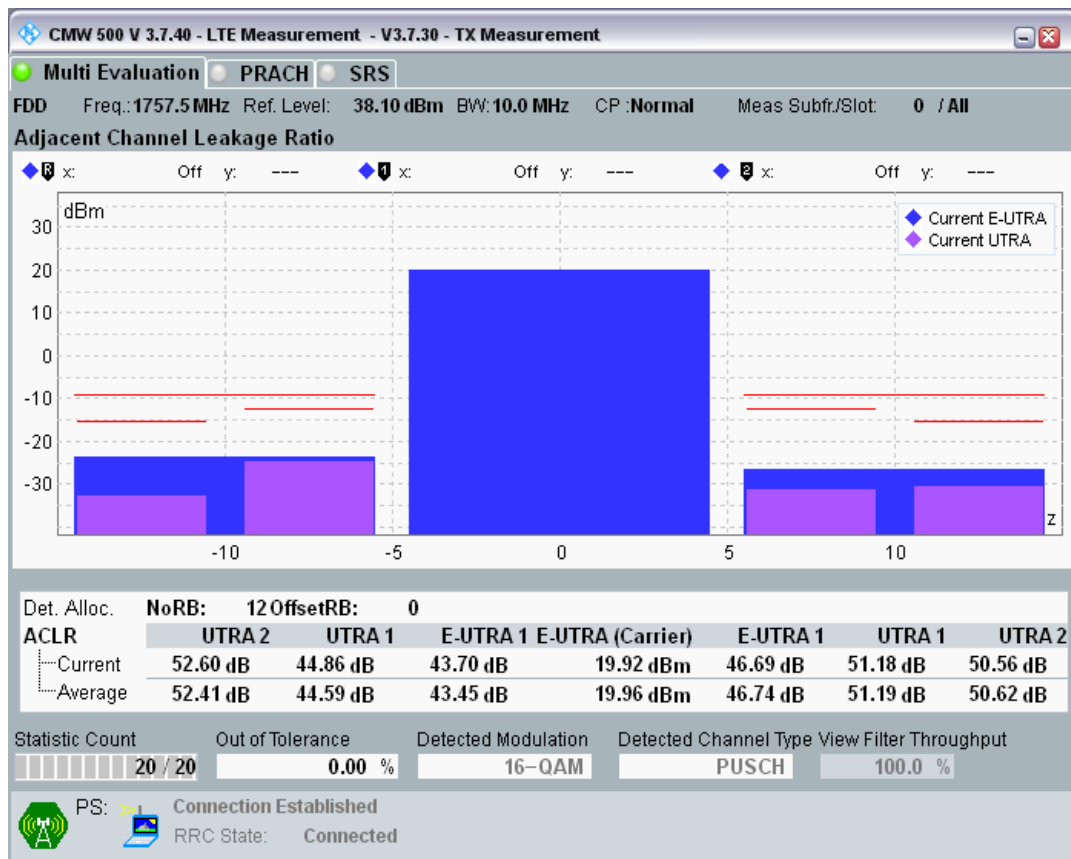 CMW 500 V 3.7.40 - LTE Measurement - V3.7.30 - TX Measurement
Multi Evaluation PRACH SRS
FDD Freq.:1757.5 MHz Ref. Level: 38.10 dBm BW:10.0 MHz CP :Normal Meas Subfr./Slot: 0 / All
Adjacent Channel Leakage Ratio
R x: Off y: --- 1 x: Off y: --- 2 x: Off y: ---
dBm
Current E-UTRA
Current UTRA
30
20
10
0
-10
-20
-30
z
-10 -5 0 5 10
Det. Alloc. NoRB: 12 OffsetRB: 0
ACLR UTRA 2 UTRA 1 E-UTRA 1 E-UTRA (Carrier) E-UTRA 1 UTRA 1 UTRA 2
Current 52.60 dB 44.86 dB 43.70 dB 19.92 dBm 46.69 dB 51.18 dB 50.56 dB
Average 52.41 dB 44.59 dB 43.45 dB 19.96 dBm 46.74 dB 51.19 dB 50.62 dB
Statistic Count Out of Tolerance Detected Modulation Detected Channel Type View Filter Throughput
20 / 20 0.00 % 16-QAM PUSCH 100.0 %
PS: Connection Established
RRC State: Connected